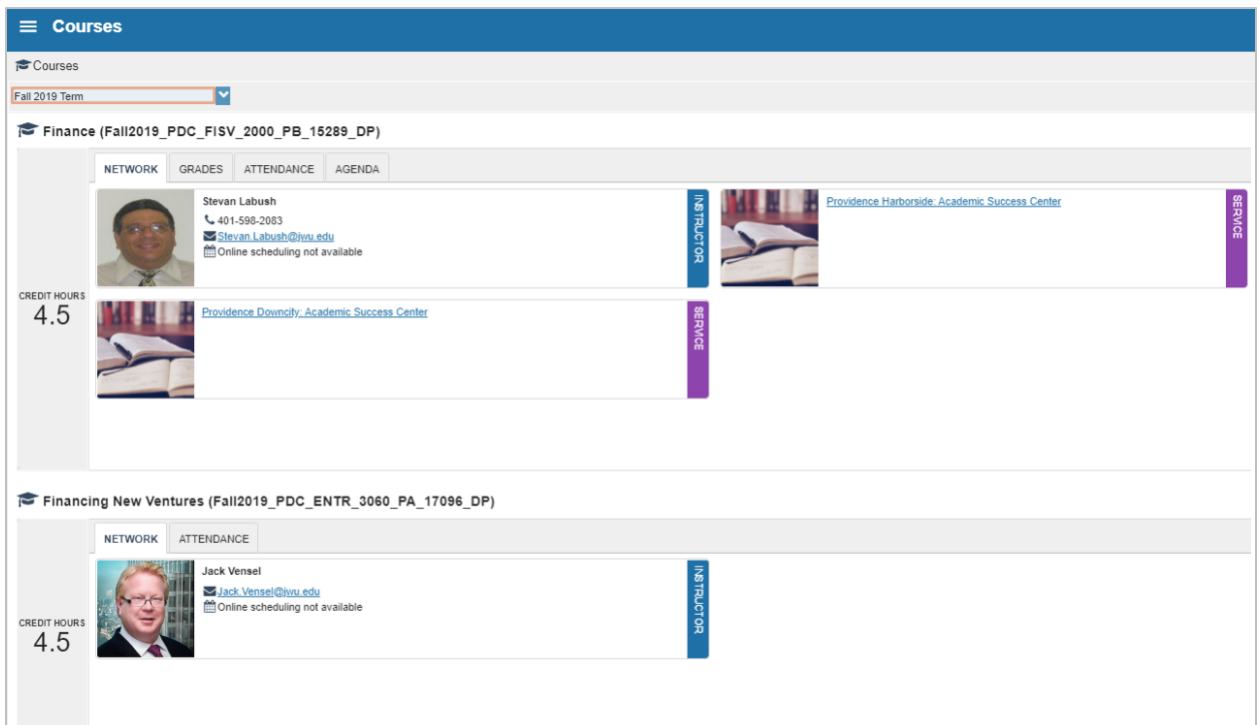 Courses
Courses
Fall 2019 Term
Finance (Fall2019_PDC_FISV_2000_PB_15289_DP)
NETWORK GRADES ATTENDANCE AGENDA
CREDIT HOURS
4.5
Stevan Labush
401-598-2083
Stevan.Labush@jwu.edu
Online scheduling not available
INSTRUCTOR
Providence Harborside: Academic Success Center
SERVICE
Providence Downcity: Academic Success Center
SERVICE
Financing New Ventures (Fall2019_PDC_ENTR_3060_PA_17096_DP)
NETWORK ATTENDANCE
CREDIT HOURS
4.5
Jack Vensel
Jack.Vensel@jwu.edu
Online scheduling not available
INSTRUCTOR